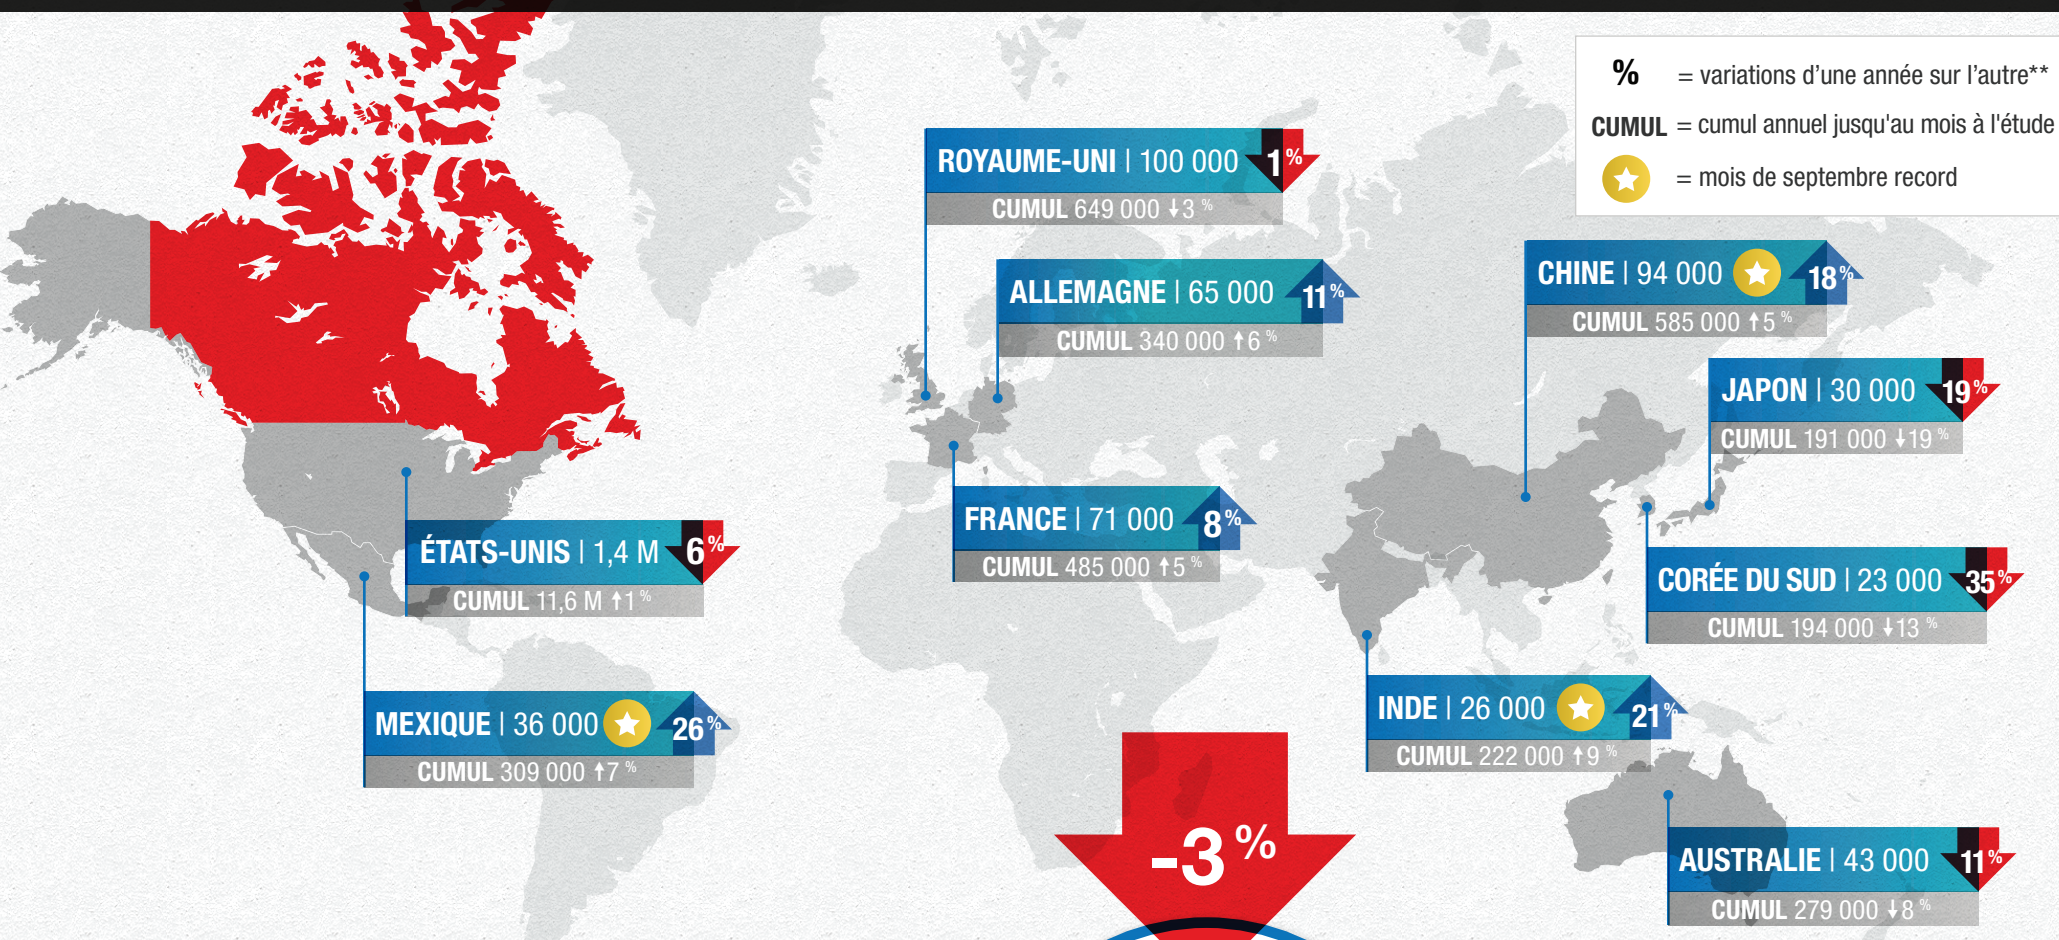 % = variations d’une année sur l’autre**
CUMUL = cumul annuel jusqu'au mois à l'étude
= mois de septembre record
ROYAUME-UNI | 100 000 1%
CUMUL 649 000 ↓3 %
ALLEMAGNE | 65 000 11%
CUMUL 340 000 ↑6 %
CHINE | 94 000 18%
CUMUL 585 000 ↑5 %
JAPON | 30 000 19%
CUMUL 191 000 ↓19 %
FRANCE | 71 000 8%
CUMUL 485 000 ↑5 %
ÉTATS-UNIS | 1,4 M 6%
CUMUL 11,6 M ↑1 %
CORÉE DU SUD | 23 000 35%
CUMUL 194 000 ↓13 %
MEXIQUE | 36 000 26%
CUMUL 309 000 ↑7 %
INDE | 26 000 21%
CUMUL 222 000 ↑9 %
-3 %
AUSTRALIE | 43 000 11%
CUMUL 279 000 ↓8 %